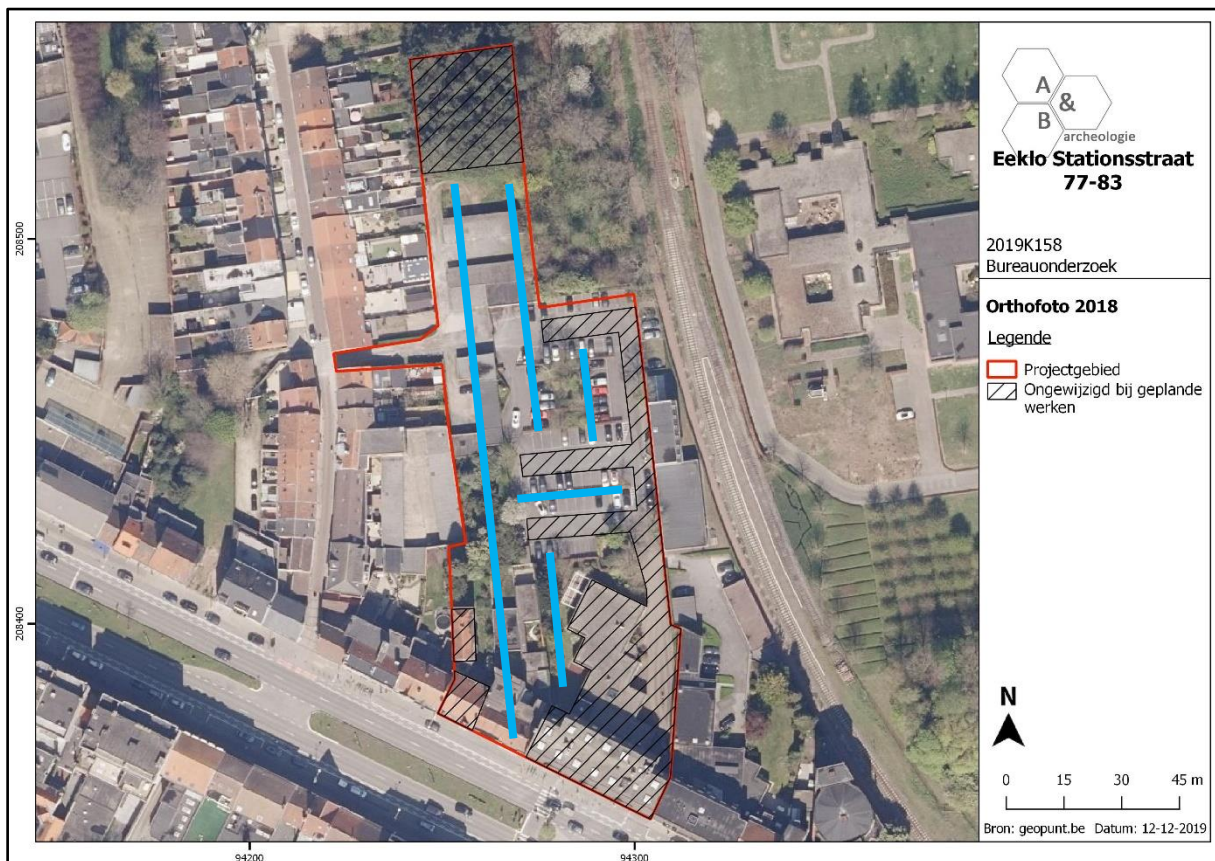 A
&
B
archeologie
Eeklo Stationsstraat
77-83
2019K158
Bureauonderzoek
Orthofoto 2018
Legende
Projectgebied
Ongewijzigd bij geplande
werken
N
0 15 30 45 m
Bron: geopunt.be Datum: 12-12-2019
208500
208400
94200 94300